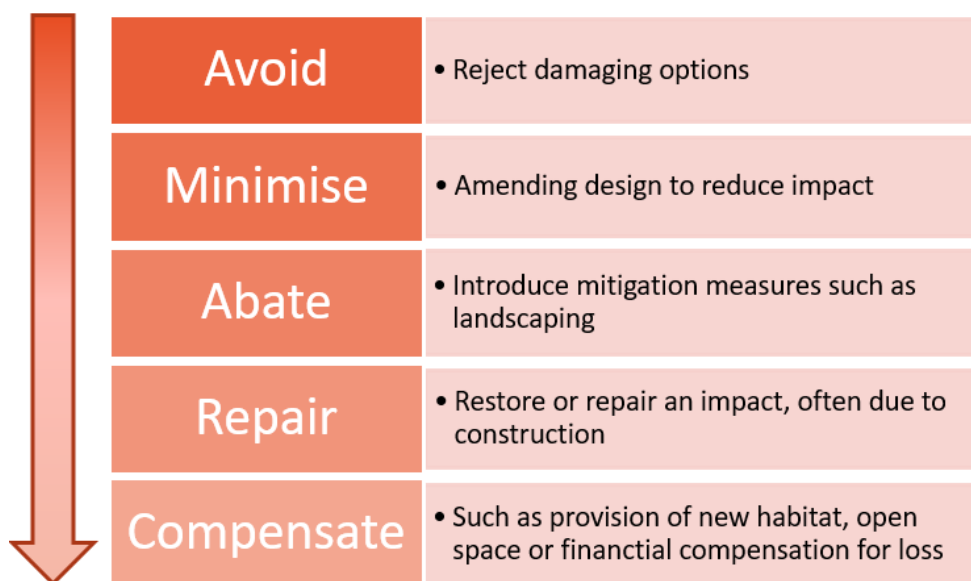 Avoid
• Reject damaging options
Minimise
• Amending design to reduce impact
Abate
• Introduce mitigation measures such as
landscaping
Repair
• Restore or repair an impact, often due to
construction
Compensate
• Such as provision of new habitat, open
space or financtial compensation for loss